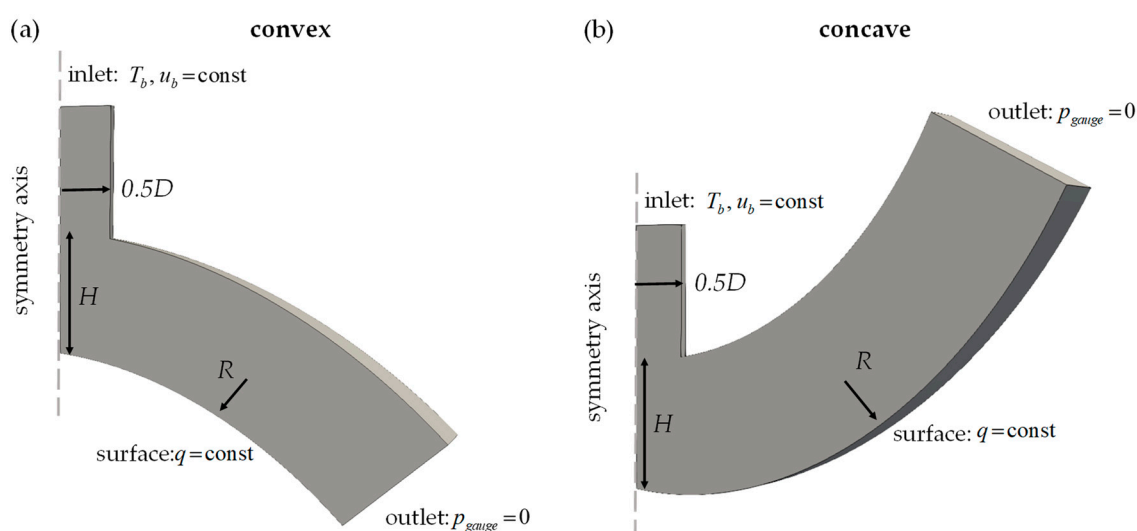 (a)
convex
inlet: T_b, u_b=const
symmetry axis
0.5D
H
R
surface:q=const
outlet: p_gauge=0
(b)
concave
outlet: p_gauge=0
inlet: T_b, u_b=const
symmetry axis
0.5D
H
R
surface: q=const